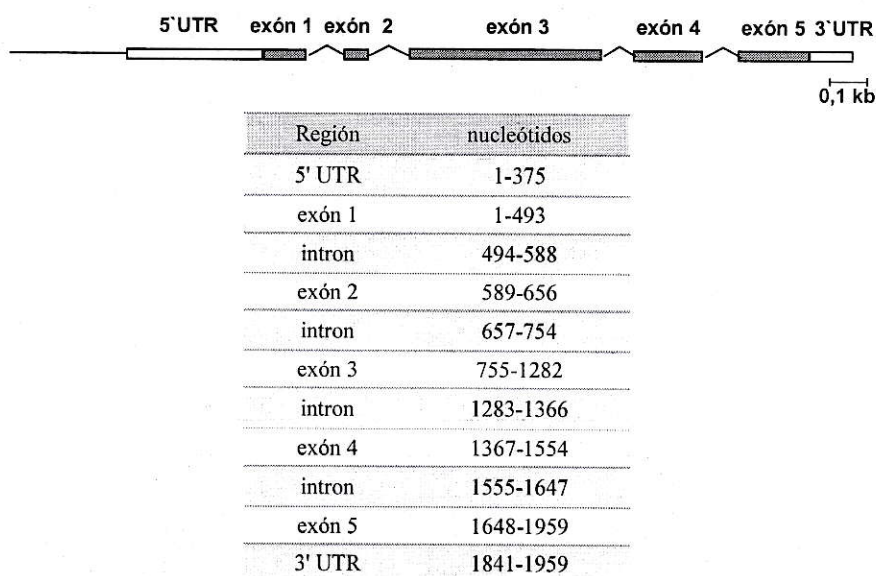 5`UTR exón 1 exón 2 exón 3 exón 4 exón 5 3`UTR
0,1 kb
Región nucleótidos
5' UTR 1-375
exón 1 1-493
intron 494-588
exón 2 589-656
intron 657-754
exón 3 755-1282
intron 1283-1366
exón 4 1367-1554
intron 1555-1647
exón 5 1648-1959
3' UTR 1841-1959